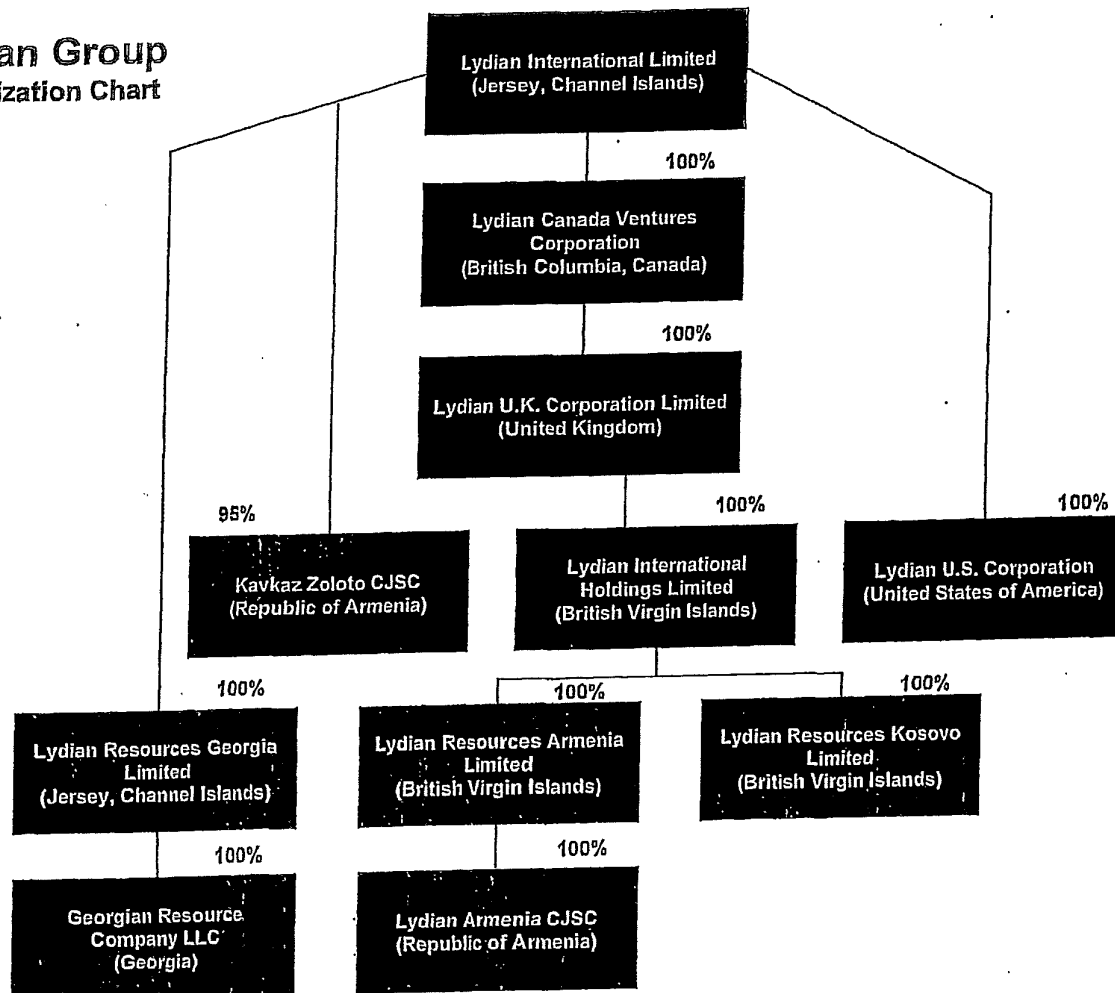 an Group
ization Chart
Lydian International Limited
(Jersey, Channel Islands)
100%
Lydian Canada Ventures
Corporation
(British Columbia, Canada)
100%
Lydian U.K. Corporation Limited
(United Kingdom)
95%
Kavkaz Zoloto CJSC
(Republic of Armenia)
100%
Lydian International
Holdings Limited
(British Virgin Islands)
100%
Lydian U.S. Corporation
(United States of America)
100%
Lydian Resources Georgia
Limited
(Jersey, Channel Islands)
100%
Lydian Resources Armenia
Limited
(British Virgin Islands)
100%
Lydian Resources Kosovo
Limited
(British Virgin Islands)
100%
Georgian Resource
Company LLC
(Georgia)
100%
Lydian Armenia CJSC
(Republic of Armenia)